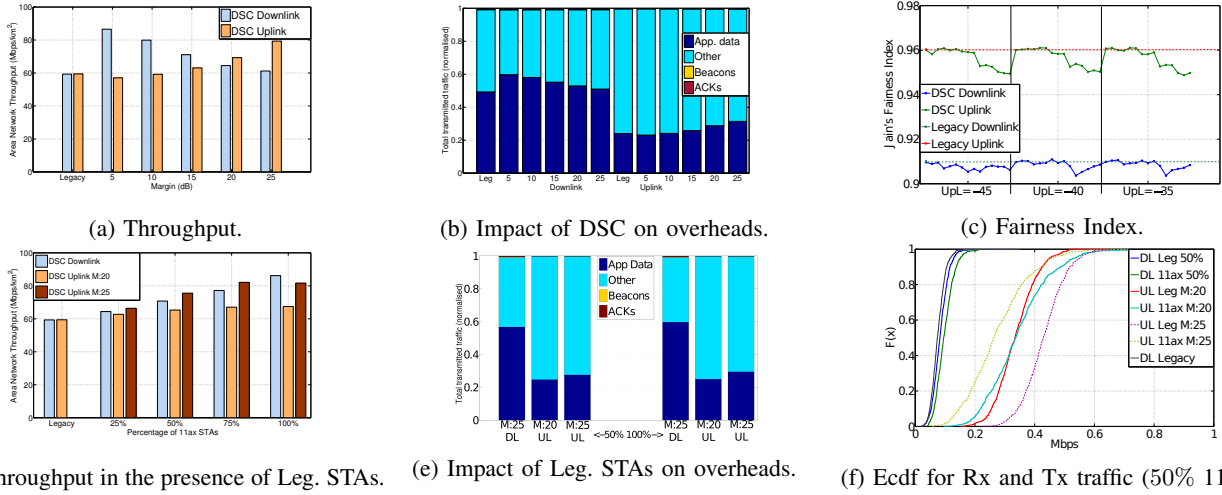 100
80
60
40
20
0
Area Network Throughput (Mbps/km²)
DSC Downlink
DSC Uplink
Legacy 5 10 15 20 25
Margin (dB)
(a) Throughput.
1
0.8
0.6
0.4
0.2
0
Total transmitted traffic (normalised)
App. data
Other
Beacons
ACKs
Leg 5 10 15 20 25 Leg 5 10 15 20 25
Downlink Uplink
(b) Impact of DSC on overheads.
0.98
0.96
0.94
0.92
0.9
Jain's Fairness Index
DSC Downlink
DSC Uplink
Legacy Downlink
Legacy Uplink
UpL=-45 UpL=-40 UpL=-35
(c) Fairness Index.
100
80
60
40
20
0
Area Network Throughput (Mbps/km²)
DSC Downlink
DSC Uplink M:20
DSC Uplink M:25
Legacy 25% 50% 75% 100%
Percentage of 11ax STAs
hroughput in the presence of Leg. STAs.
1
0.8
0.6
0.4
0.2
0
Total transmitted traffic (normalised)
App Data
Other
Beacons
ACKs
M:25 M:20 M:25 M:25 M:20 M:25
DL UL UL <-50% 100%-> DL UL UL
(e) Impact of Leg. STAs on overheads.
1
0.8
0.6
0.4
0.2
0
F(x)
DL Leg 50%
DL 11ax 50%
UL Leg M:20
UL 11ax M:20
UL Leg M:25
UL 11ax M:25
DL Legacy
0 0.2 0.4 0.6 0.8 1
Mbps
(f) Ecdf for Rx and Tx traffic (50% 11